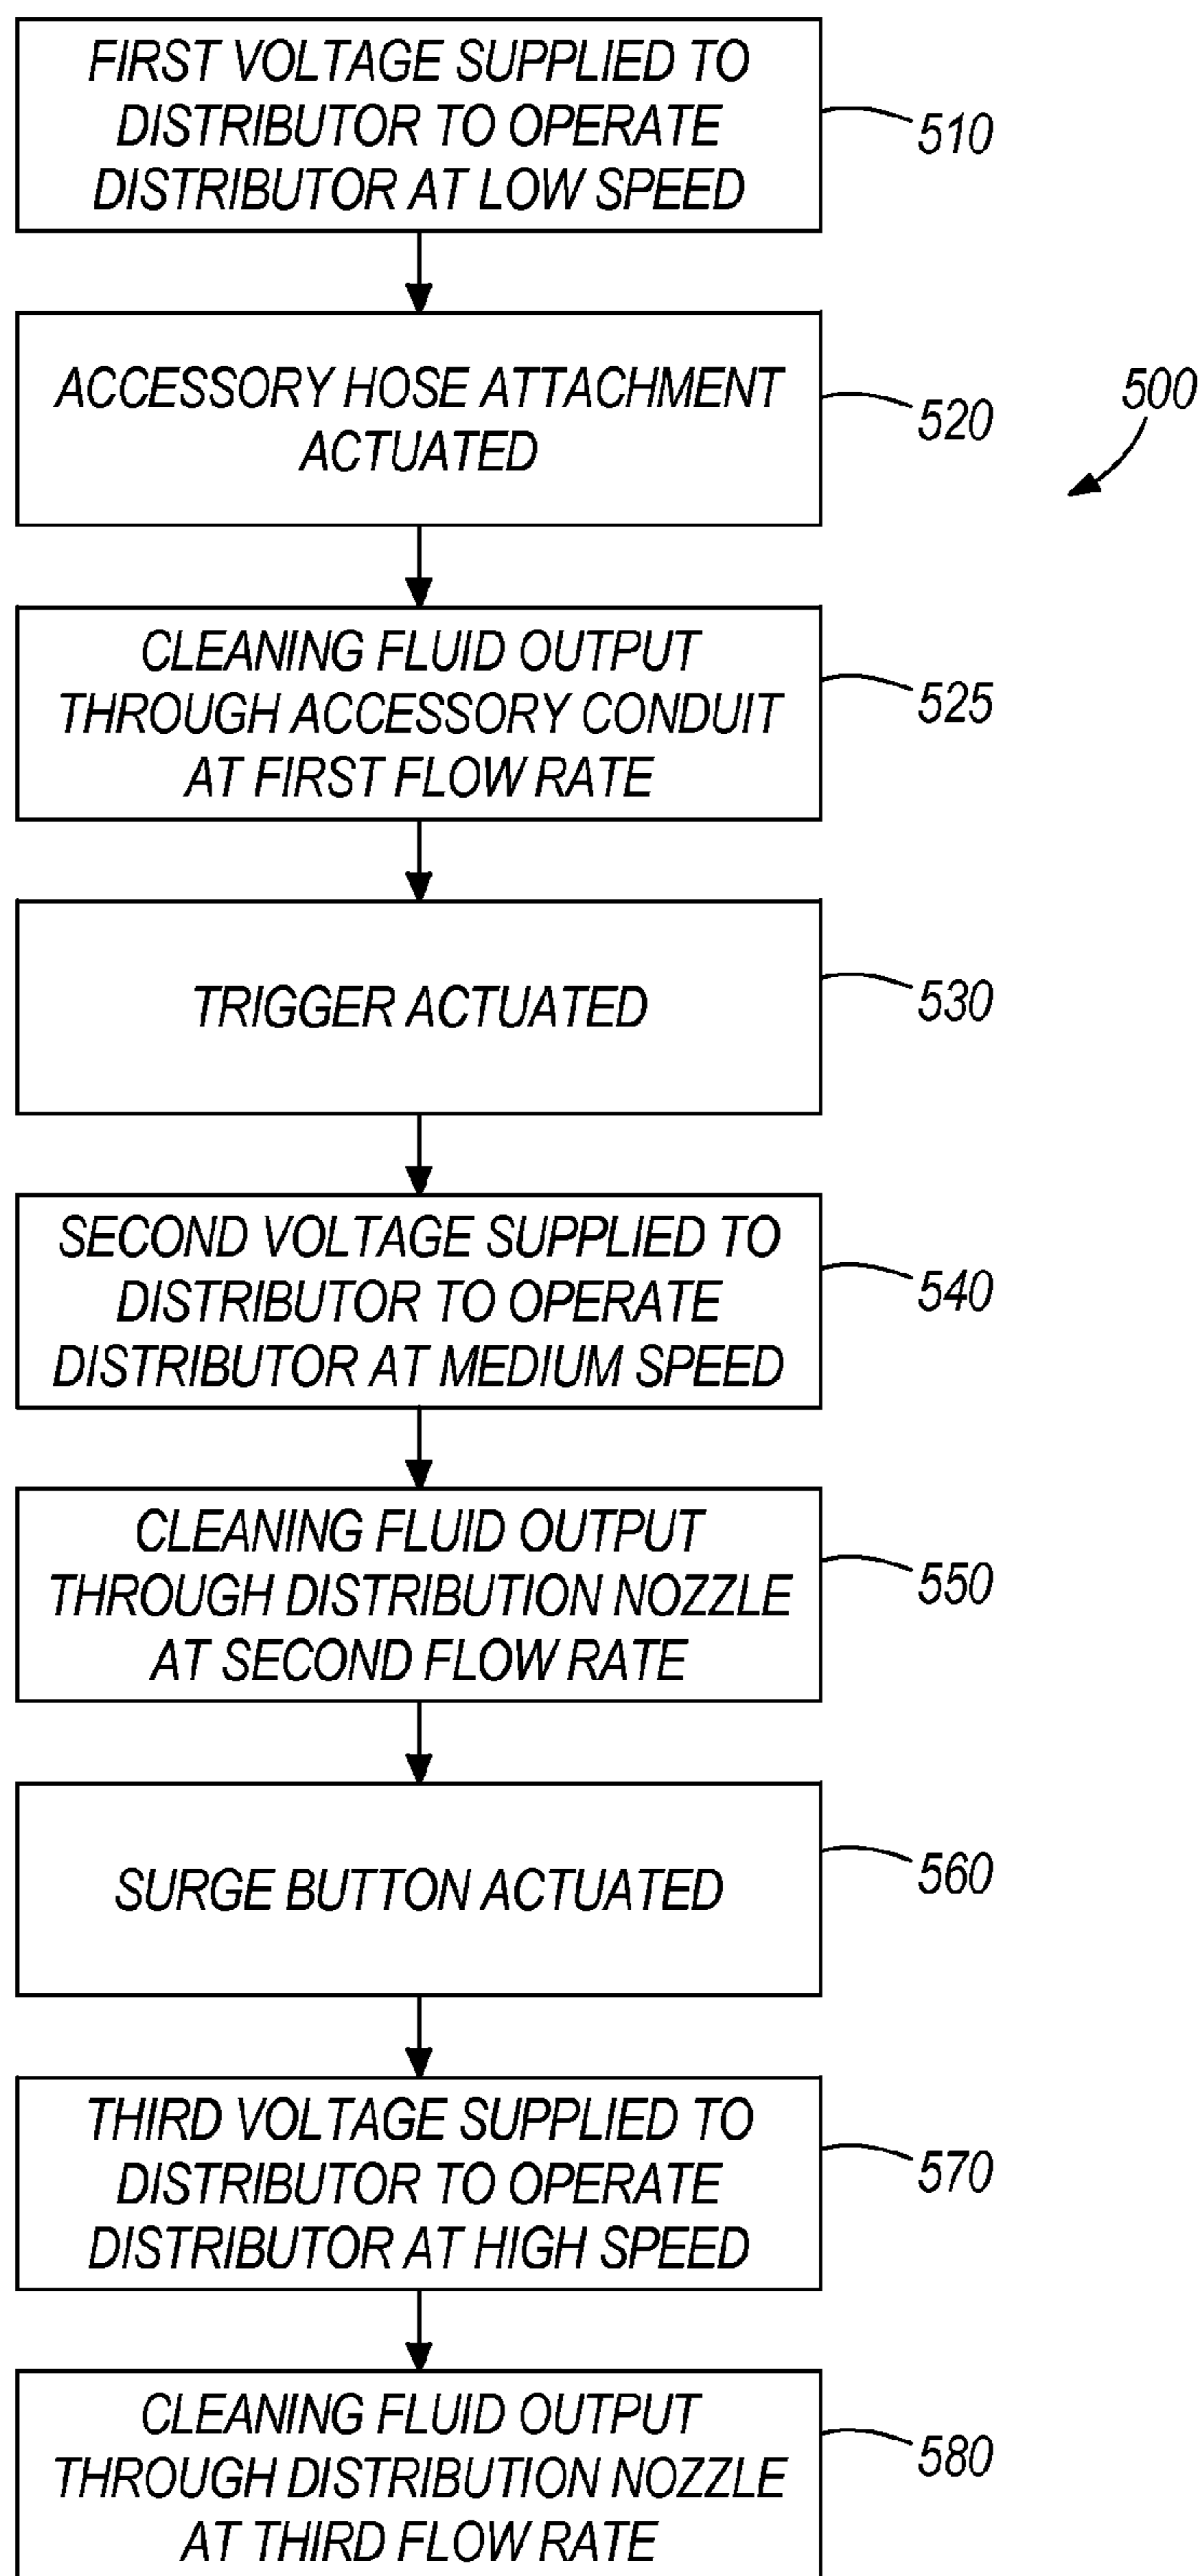 FIRST VOLTAGE SUPPLIED TO
DISTRIBUTOR TO OPERATE
DISTRIBUTOR AT LOW SPEED
510
ACCESSORY HOSE ATTACHMENT
ACTUATED
520
500
CLEANING FLUID OUTPUT
THROUGH ACCESSORY CONDUIT
AT FIRST FLOW RATE
525
TRIGGER ACTUATED
530
SECOND VOLTAGE SUPPLIED TO
DISTRIBUTOR TO OPERATE
DISTRIBUTOR AT MEDIUM SPEED
540
CLEANING FLUID OUTPUT
THROUGH DISTRIBUTION NOZZLE
AT SECOND FLOW RATE
550
SURGE BUTTON ACTUATED
560
THIRD VOLTAGE SUPPLIED TO
DISTRIBUTOR TO OPERATE
DISTRIBUTOR AT HIGH SPEED
570
CLEANING FLUID OUTPUT
THROUGH DISTRIBUTION NOZZLE
AT THIRD FLOW RATE
580